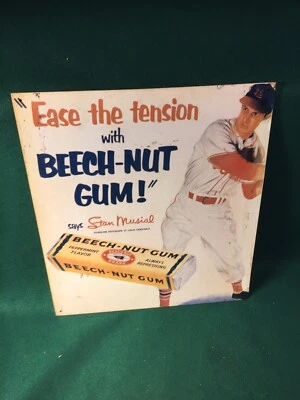 "Ease the tension
with
BEECH-NUT
GUM!"
says Stan Musial
BEECH-NUT GUM
PEPPERMINT
FLAVOR
ALWAYS
REFRESHING
BEECH-NUT GUM